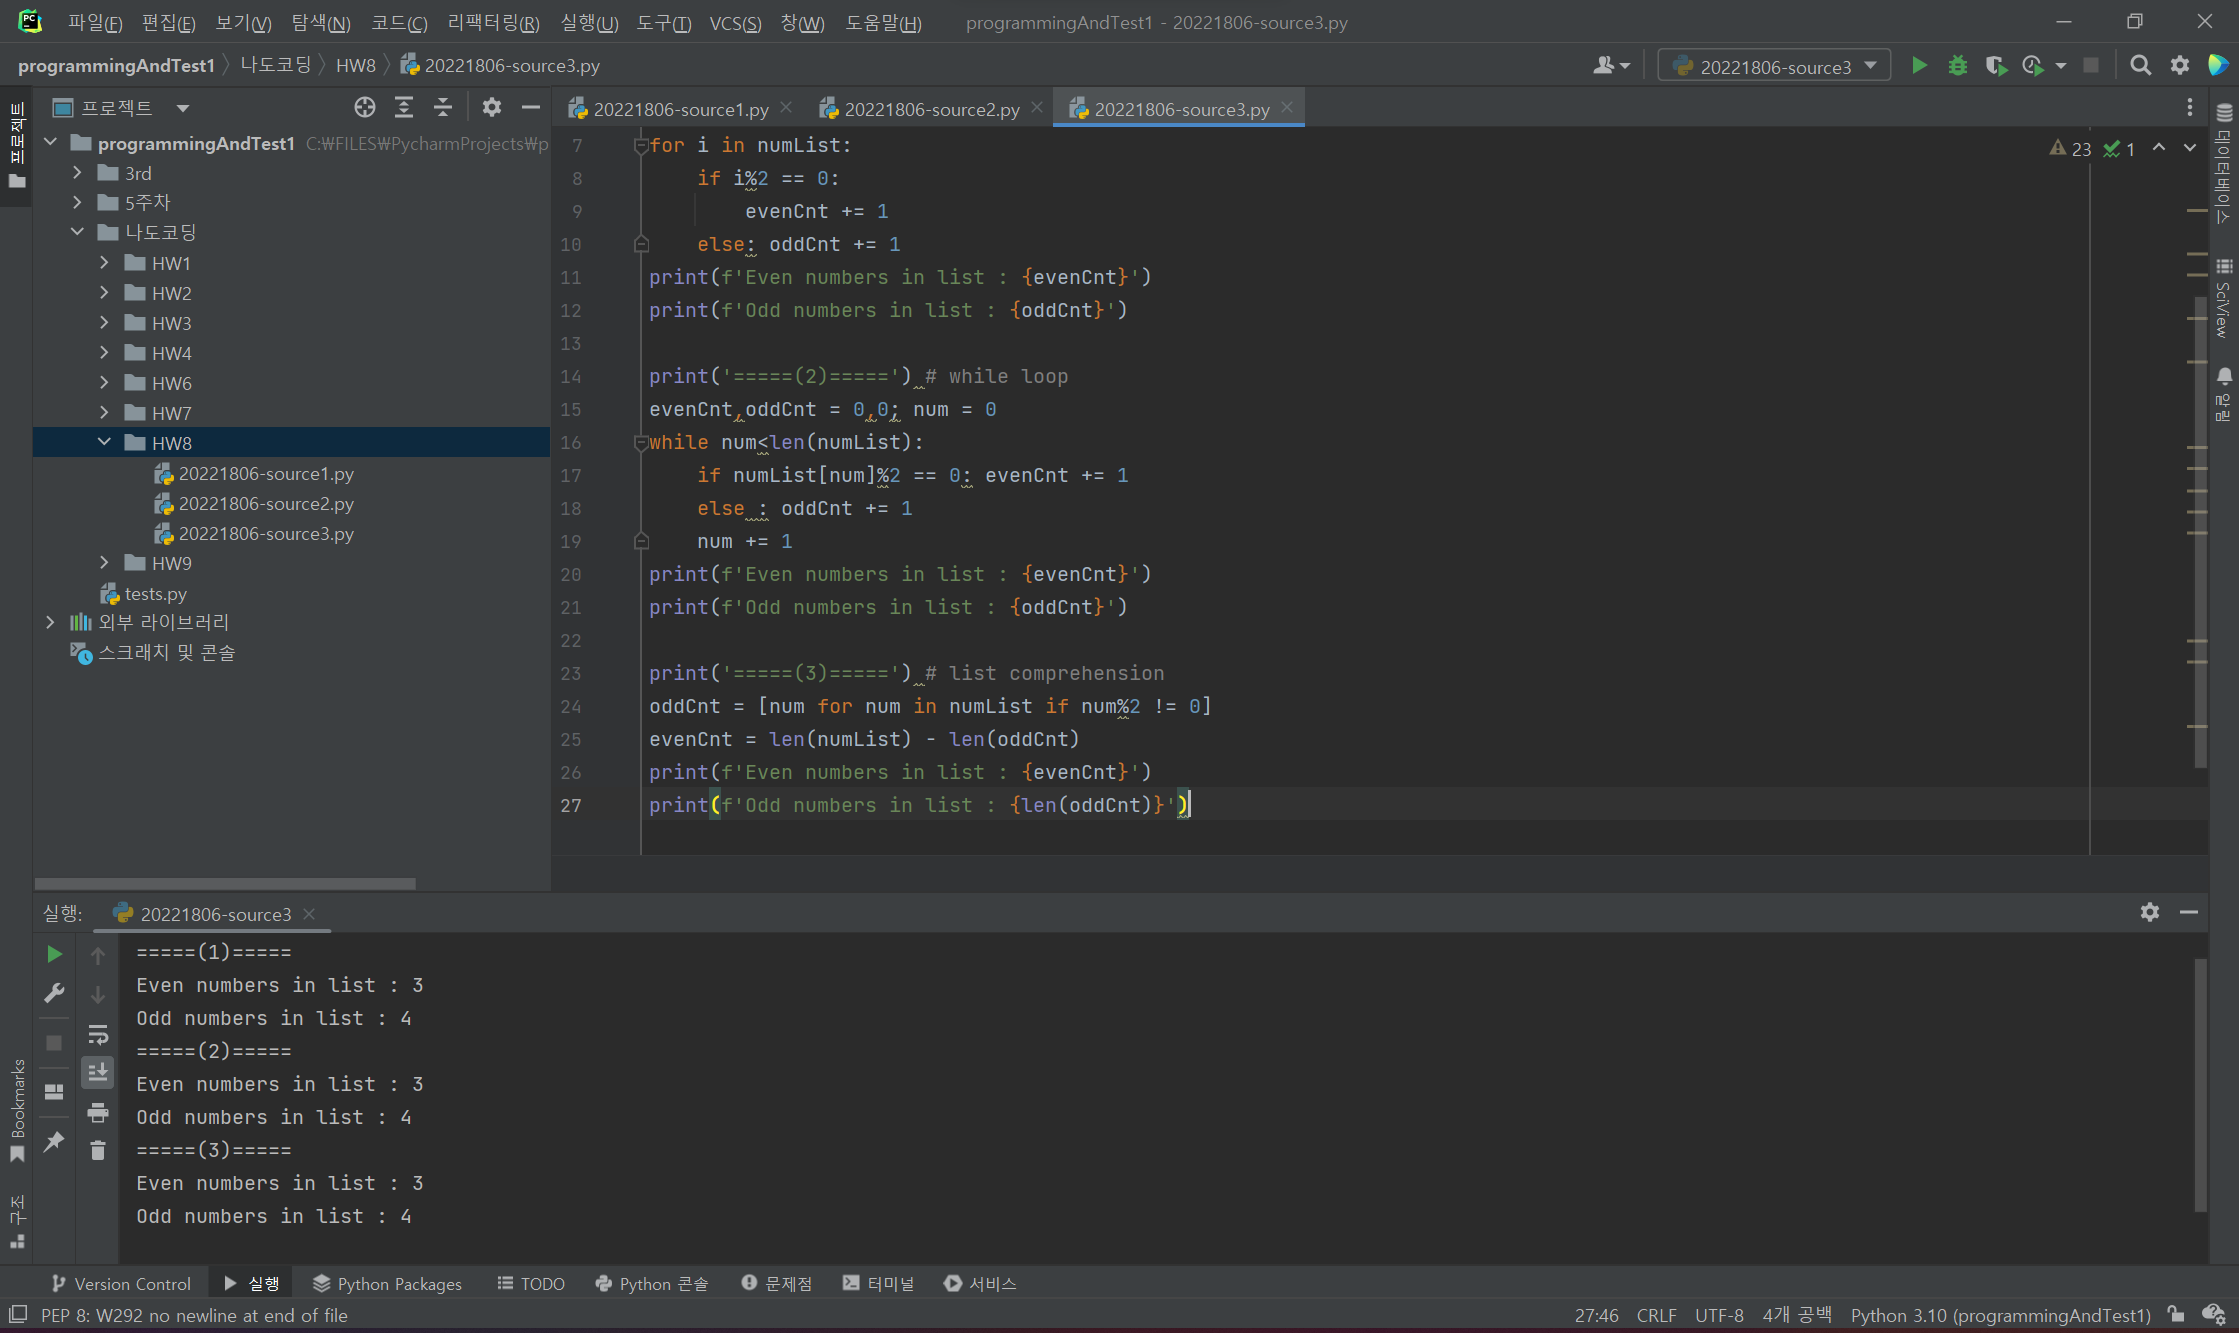 파일(F) 편집(E) 보기(V) 탐색(N) 코드(C) 리팩터링(R) 실행(U) 도구(T) VCS(S) 창(W) 도움말(H) programmingAndTest1 - 20221806-source3.py
programmingAndTest1 나도코딩 HW8 20221806-source3.py
20221806-source3
프로젝트
프로젝트
programmingAndTest1 C:₩FILES₩PycharmProjects₩p
3rd
5주차
나도코딩
HW1
HW2
HW3
HW4
HW6
HW7
HW8
20221806-source1.py
20221806-source2.py
20221806-source3.py
HW9
tests.py
외부 라이브러리
스크래치 및 콘솔
20221806-source1.py 20221806-source2.py 20221806-source3.py
23 1
7 for i in numList:
8 if i%2 == 0:
9 evenCnt += 1
10 else: oddCnt += 1
11 print(f'Even numbers in list : {evenCnt}')
12 print(f'Odd numbers in list : {oddCnt}')
13
14 print('=====(2)=====') # while loop
15 evenCnt,oddCnt = 0,0; num = 0
16 while num<len(numList):
17 if numList[num]%2 == 0: evenCnt += 1
18 else : oddCnt += 1
19 num += 1
20 print(f'Even numbers in list : {evenCnt}')
21 print(f'Odd numbers in list : {oddCnt}')
22
23 print('=====(3)=====') # list comprehension
24 oddCnt = [num for num in numList if num%2 != 0]
25 evenCnt = len(numList) - len(oddCnt)
26 print(f'Even numbers in list : {evenCnt}')
27 print(f'Odd numbers in list : {len(oddCnt)}')
데이터베이스
SciView
알림
실행: 20221806-source3
=====(1)=====
Even numbers in list : 3
Odd numbers in list : 4
=====(2)=====
Even numbers in list : 3
Odd numbers in list : 4
=====(3)=====
Even numbers in list : 3
Odd numbers in list : 4
Bookmarks
구조
Version Control 실행 Python Packages TODO Python 콘솔 문제점 터미널 서비스
PEP 8: W292 no newline at end of file 27:46 CRLF UTF-8 4개 공백 Python 3.10 (programmingAndTest1)